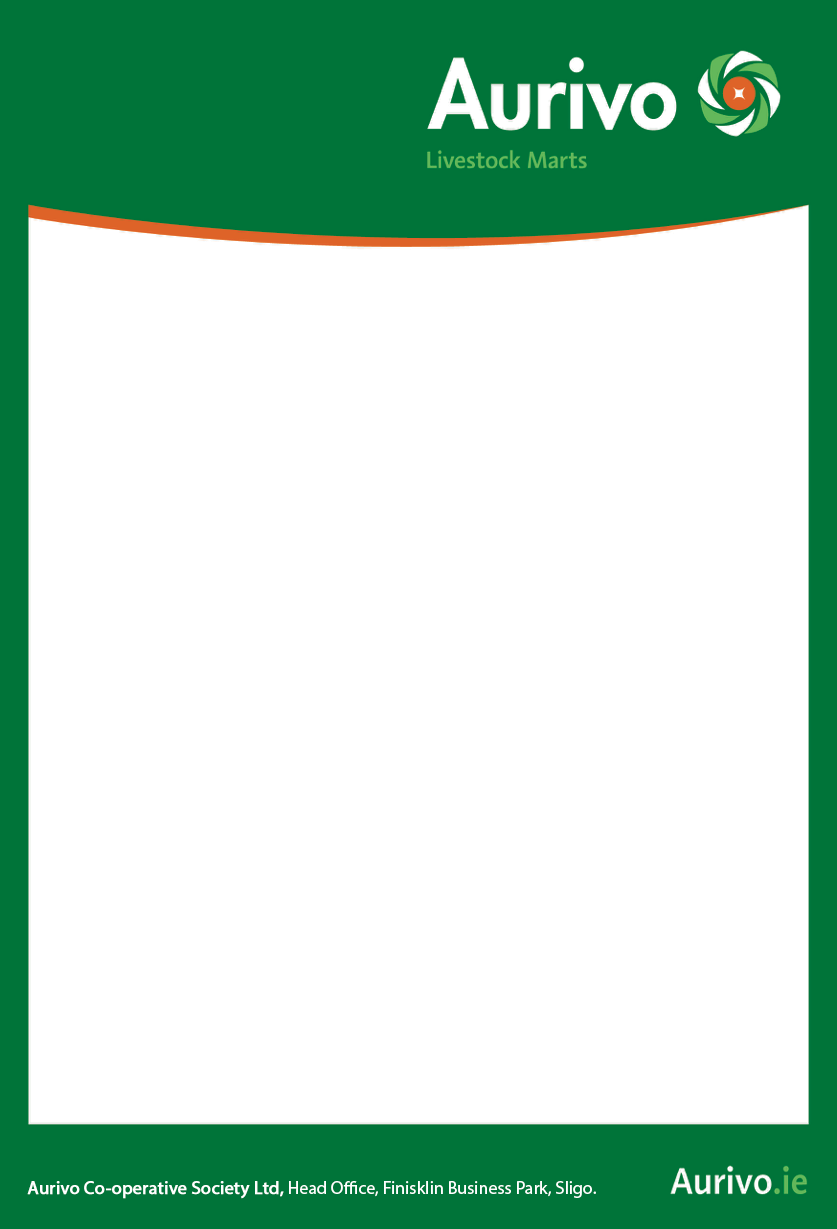 Aurivo
Livestock Marts
Aurivo Co-operative Society Ltd, Head Office, Finisklin Business Park, Sligo.
Aurivo.ie